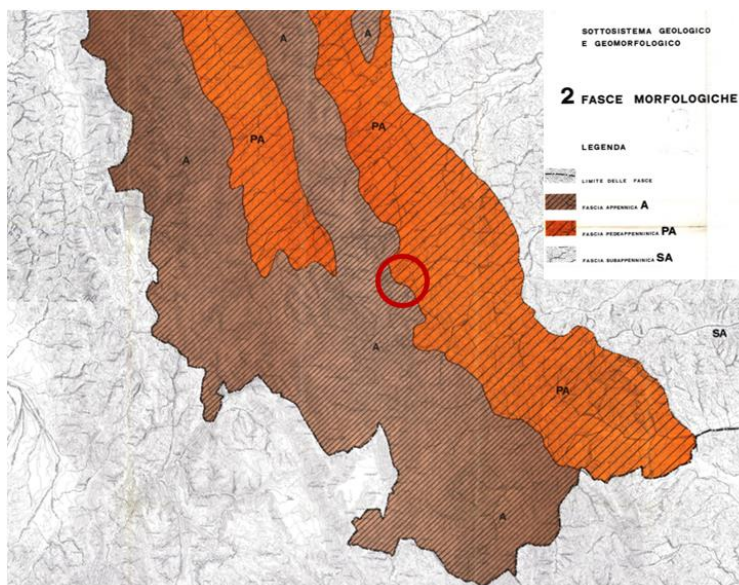 SOTTOSISTEMA GEOLOGICO
E GEOMORFOLOGICO
2 FASCE MORFOLOGICHE
LEGENDA
LIMITE DELLE FASCE
FASCIA APPENNICA A
FASCIA PEDEAPPENNINICA PA
FASCIA SUBAPPENNINICA SA
A
A
PA
PA
A
SA
A
PA
A